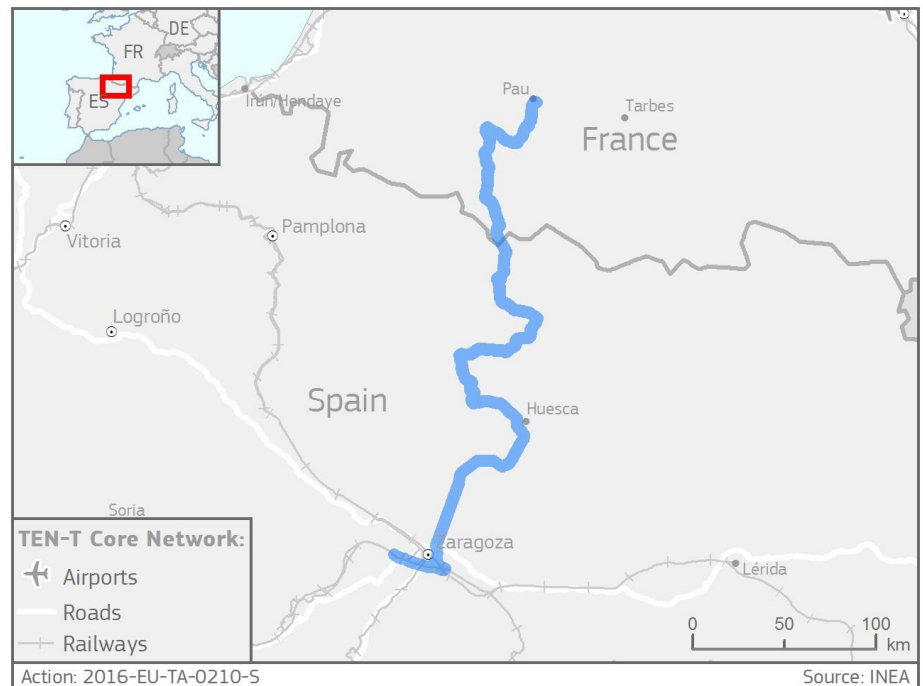 DE
FR
ES
Irún/Hendaye
Pau
Tarbes
France
Pamplona
Vitoria
Logroño
Spain
Huesca
Soria
Zaragoza
Lérida
TEN-T Core Network:
Airports
Roads
Railways
0 50 100
km
Action: 2016-EU-TA-0210-S
Source: INEA